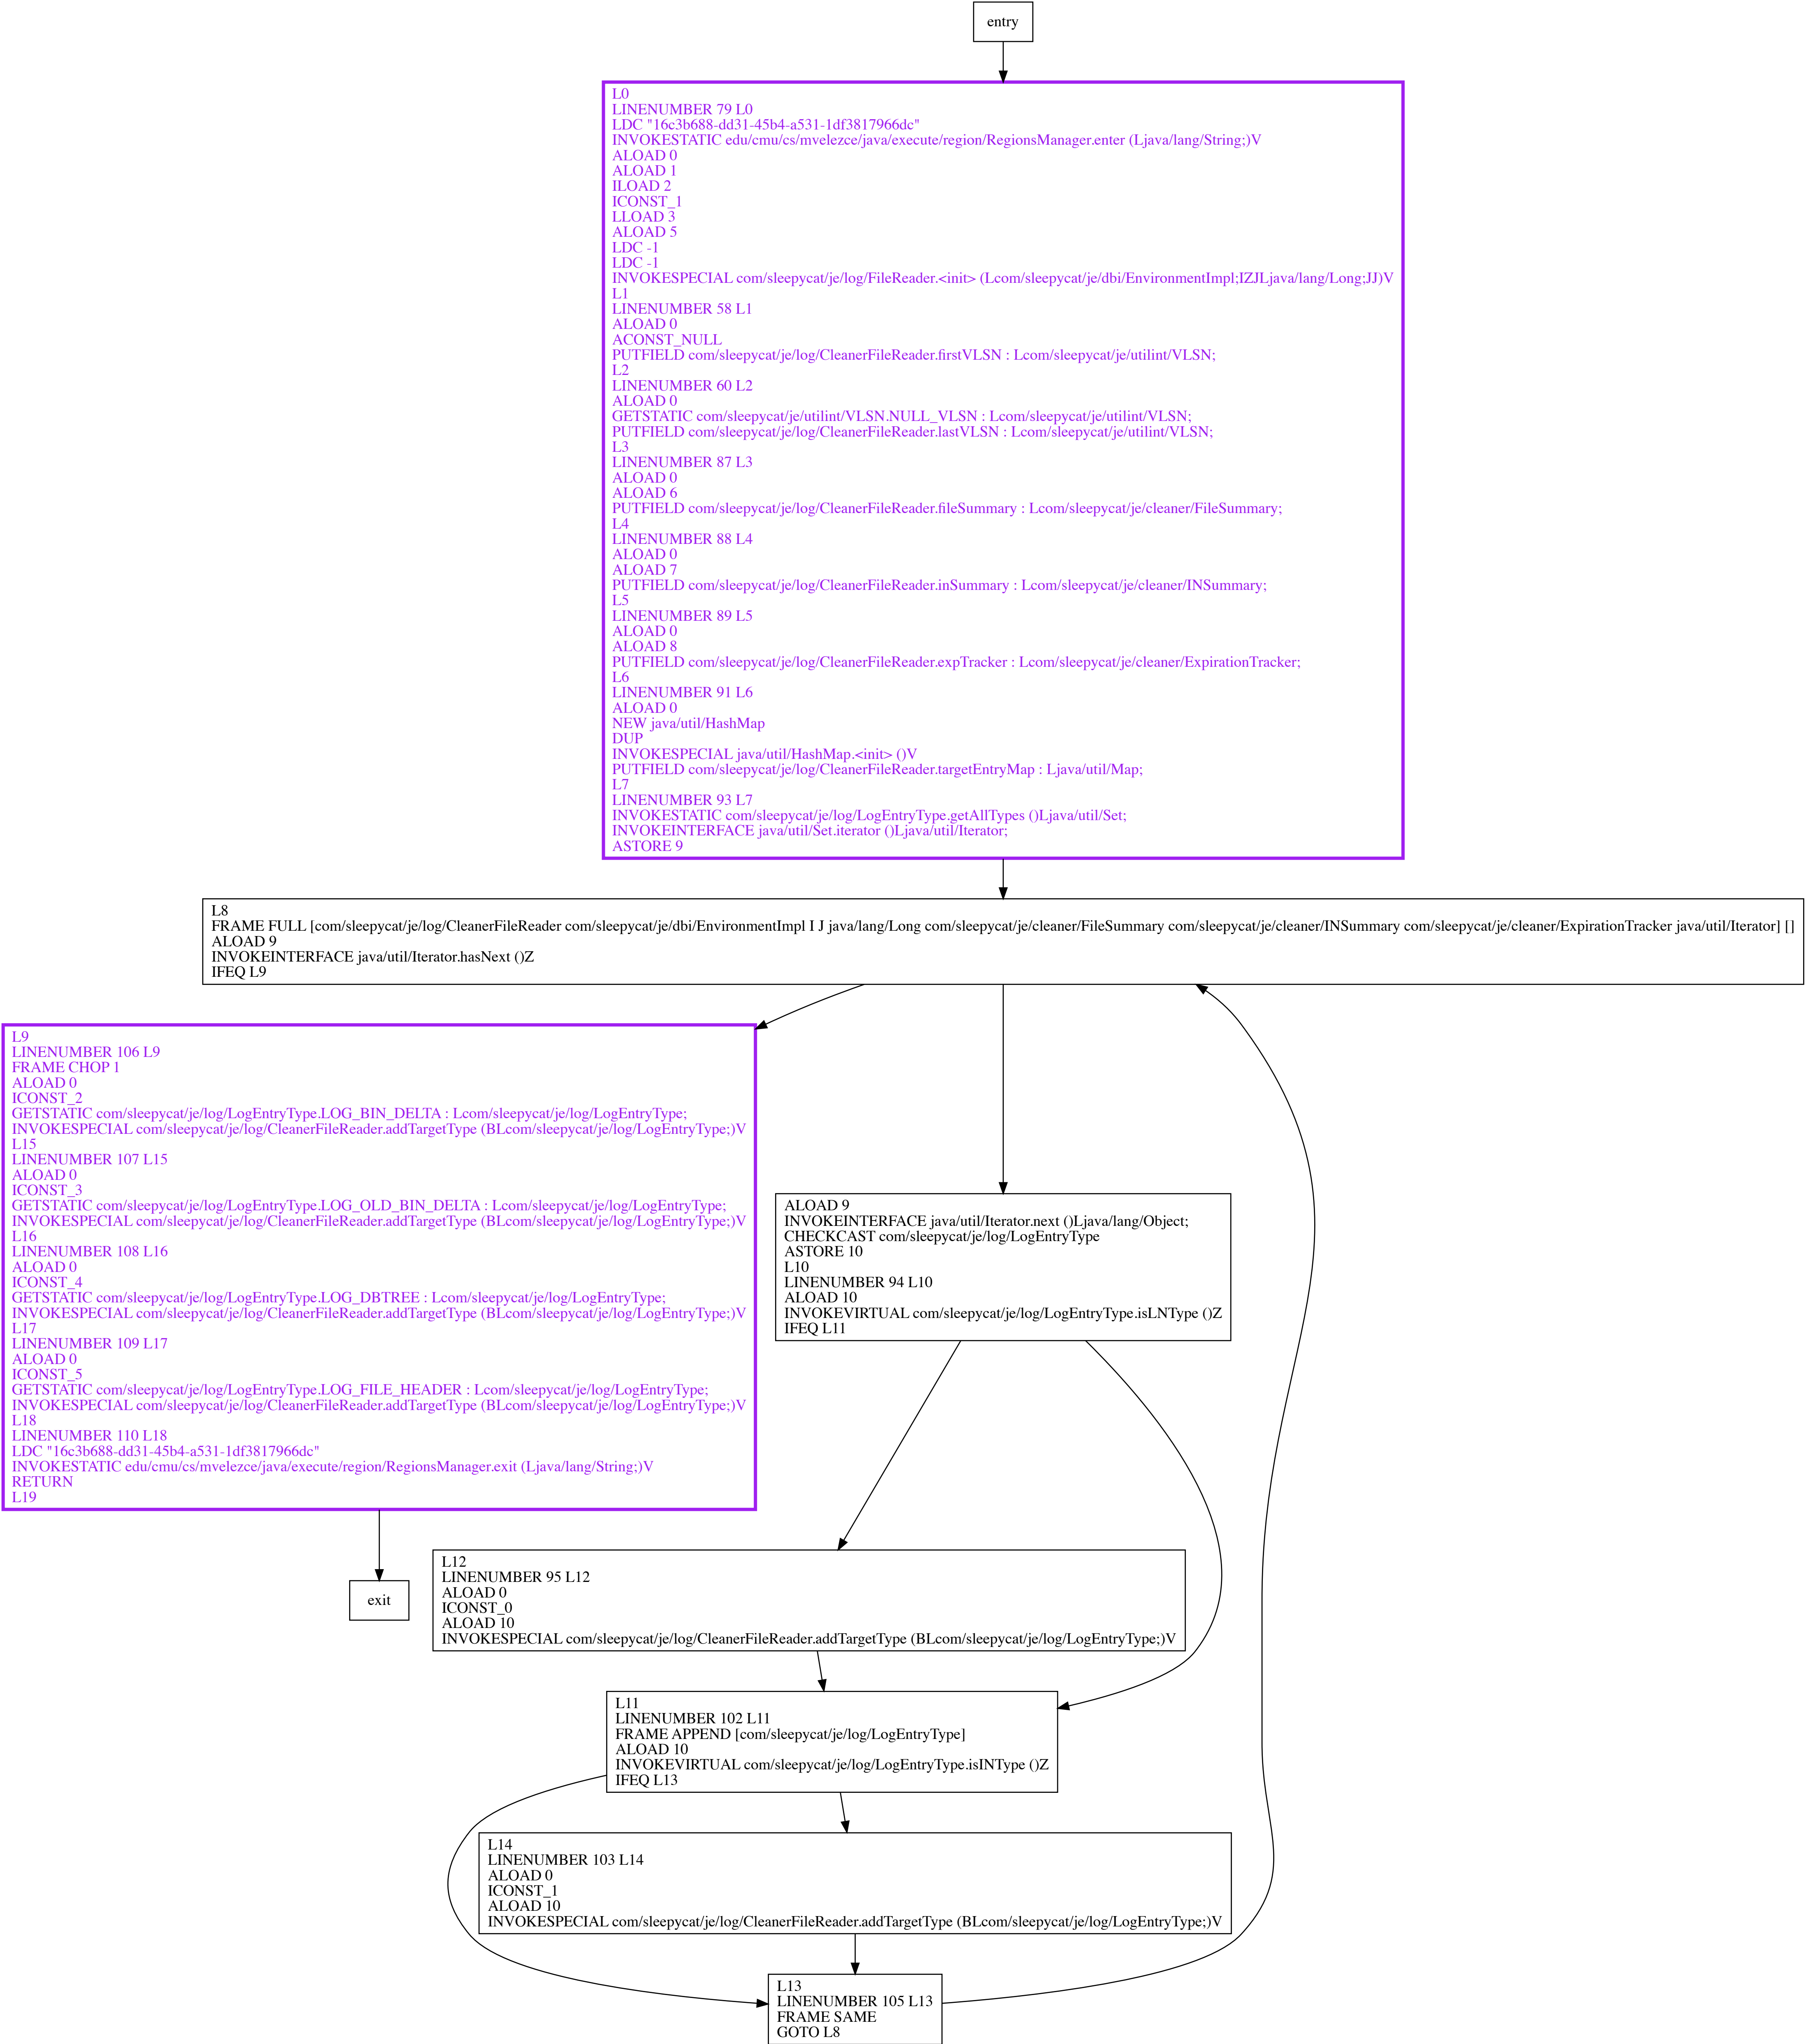 entry
L0
LINENUMBER 79 L0
LDC "16c3b688-dd31-45b4-a531-1df3817966dc"
INVOKESTATIC edu/cmu/cs/mvelezce/java/execute/region/RegionsManager.enter (Ljava/lang/String;)V
ALOAD 0
ALOAD 1
ILOAD 2
ICONST_1
LLOAD 3
ALOAD 5
LDC -1
LDC -1
INVOKESPECIAL com/sleepycat/je/log/FileReader.<init> (Lcom/sleepycat/je/dbi/EnvironmentImpl;IZJLjava/lang/Long;JJ)V
L1
LINENUMBER 58 L1
ALOAD 0
ACONST_NULL
PUTFIELD com/sleepycat/je/log/CleanerFileReader.firstVLSN : Lcom/sleepycat/je/utilint/VLSN;
L2
LINENUMBER 60 L2
ALOAD 0
GETSTATIC com/sleepycat/je/utilint/VLSN.NULL_VLSN : Lcom/sleepycat/je/utilint/VLSN;
PUTFIELD com/sleepycat/je/log/CleanerFileReader.lastVLSN : Lcom/sleepycat/je/utilint/VLSN;
L3
LINENUMBER 87 L3
ALOAD 0
ALOAD 6
PUTFIELD com/sleepycat/je/log/CleanerFileReader.fileSummary : Lcom/sleepycat/je/cleaner/FileSummary;
L4
LINENUMBER 88 L4
ALOAD 0
ALOAD 7
PUTFIELD com/sleepycat/je/log/CleanerFileReader.inSummary : Lcom/sleepycat/je/cleaner/INSummary;
L5
LINENUMBER 89 L5
ALOAD 0
ALOAD 8
PUTFIELD com/sleepycat/je/log/CleanerFileReader.expTracker : Lcom/sleepycat/je/cleaner/ExpirationTracker;
L6
LINENUMBER 91 L6
ALOAD 0
NEW java/util/HashMap
DUP
INVOKESPECIAL java/util/HashMap.<init> ()V
PUTFIELD com/sleepycat/je/log/CleanerFileReader.targetEntryMap : Ljava/util/Map;
L7
LINENUMBER 93 L7
INVOKESTATIC com/sleepycat/je/log/LogEntryType.getAllTypes ()Ljava/util/Set;
INVOKEINTERFACE java/util/Set.iterator ()Ljava/util/Iterator;
ASTORE 9
L8
FRAME FULL [com/sleepycat/je/log/CleanerFileReader com/sleepycat/je/dbi/EnvironmentImpl I J java/lang/Long com/sleepycat/je/cleaner/FileSummary com/sleepycat/je/cleaner/INSummary com/sleepycat/je/cleaner/ExpirationTracker java/util/Iterator] []
ALOAD 9
INVOKEINTERFACE java/util/Iterator.hasNext ()Z
IFEQ L9
L9
LINENUMBER 106 L9
FRAME CHOP 1
ALOAD 0
ICONST_2
GETSTATIC com/sleepycat/je/log/LogEntryType.LOG_BIN_DELTA : Lcom/sleepycat/je/log/LogEntryType;
INVOKESPECIAL com/sleepycat/je/log/CleanerFileReader.addTargetType (BLcom/sleepycat/je/log/LogEntryType;)V
L15
LINENUMBER 107 L15
ALOAD 0
ICONST_3
GETSTATIC com/sleepycat/je/log/LogEntryType.LOG_OLD_BIN_DELTA : Lcom/sleepycat/je/log/LogEntryType;
INVOKESPECIAL com/sleepycat/je/log/CleanerFileReader.addTargetType (BLcom/sleepycat/je/log/LogEntryType;)V
L16
LINENUMBER 108 L16
ALOAD 0
ICONST_4
GETSTATIC com/sleepycat/je/log/LogEntryType.LOG_DBTREE : Lcom/sleepycat/je/log/LogEntryType;
INVOKESPECIAL com/sleepycat/je/log/CleanerFileReader.addTargetType (BLcom/sleepycat/je/log/LogEntryType;)V
L17
LINENUMBER 109 L17
ALOAD 0
ICONST_5
GETSTATIC com/sleepycat/je/log/LogEntryType.LOG_FILE_HEADER : Lcom/sleepycat/je/log/LogEntryType;
INVOKESPECIAL com/sleepycat/je/log/CleanerFileReader.addTargetType (BLcom/sleepycat/je/log/LogEntryType;)V
L18
LINENUMBER 110 L18
LDC "16c3b688-dd31-45b4-a531-1df3817966dc"
INVOKESTATIC edu/cmu/cs/mvelezce/java/execute/region/RegionsManager.exit (Ljava/lang/String;)V
RETURN
L19
ALOAD 9
INVOKEINTERFACE java/util/Iterator.next ()Ljava/lang/Object;
CHECKCAST com/sleepycat/je/log/LogEntryType
ASTORE 10
L10
LINENUMBER 94 L10
ALOAD 10
INVOKEVIRTUAL com/sleepycat/je/log/LogEntryType.isLNType ()Z
IFEQ L11
exit
L12
LINENUMBER 95 L12
ALOAD 0
ICONST_0
ALOAD 10
INVOKESPECIAL com/sleepycat/je/log/CleanerFileReader.addTargetType (BLcom/sleepycat/je/log/LogEntryType;)V
L11
LINENUMBER 102 L11
FRAME APPEND [com/sleepycat/je/log/LogEntryType]
ALOAD 10
INVOKEVIRTUAL com/sleepycat/je/log/LogEntryType.isINType ()Z
IFEQ L13
L14
LINENUMBER 103 L14
ALOAD 0
ICONST_1
ALOAD 10
INVOKESPECIAL com/sleepycat/je/log/CleanerFileReader.addTargetType (BLcom/sleepycat/je/log/LogEntryType;)V
L13
LINENUMBER 105 L13
FRAME SAME
GOTO L8